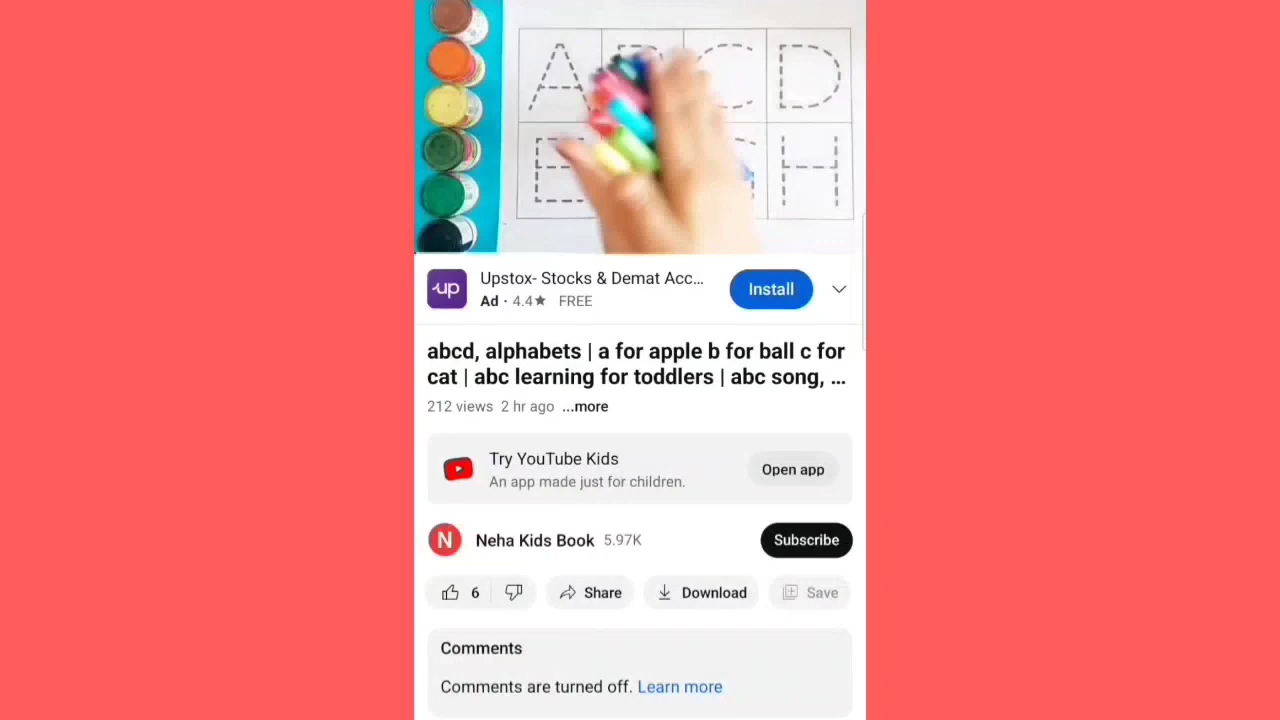 A B C D
E H
up
Upstox- Stocks & Demat Acc...
Ad · 4.4★ FREE
Install
abcd, alphabets | a for apple b for ball c for
cat | abc learning for toddlers | abc song, ...
212 views 2 hr ago ...more
Try YouTube Kids
An app made just for children.
Open app
N
Neha Kids Book 5.97K
Subscribe
6 Share Download Save
Comments
Comments are turned off. Learn more